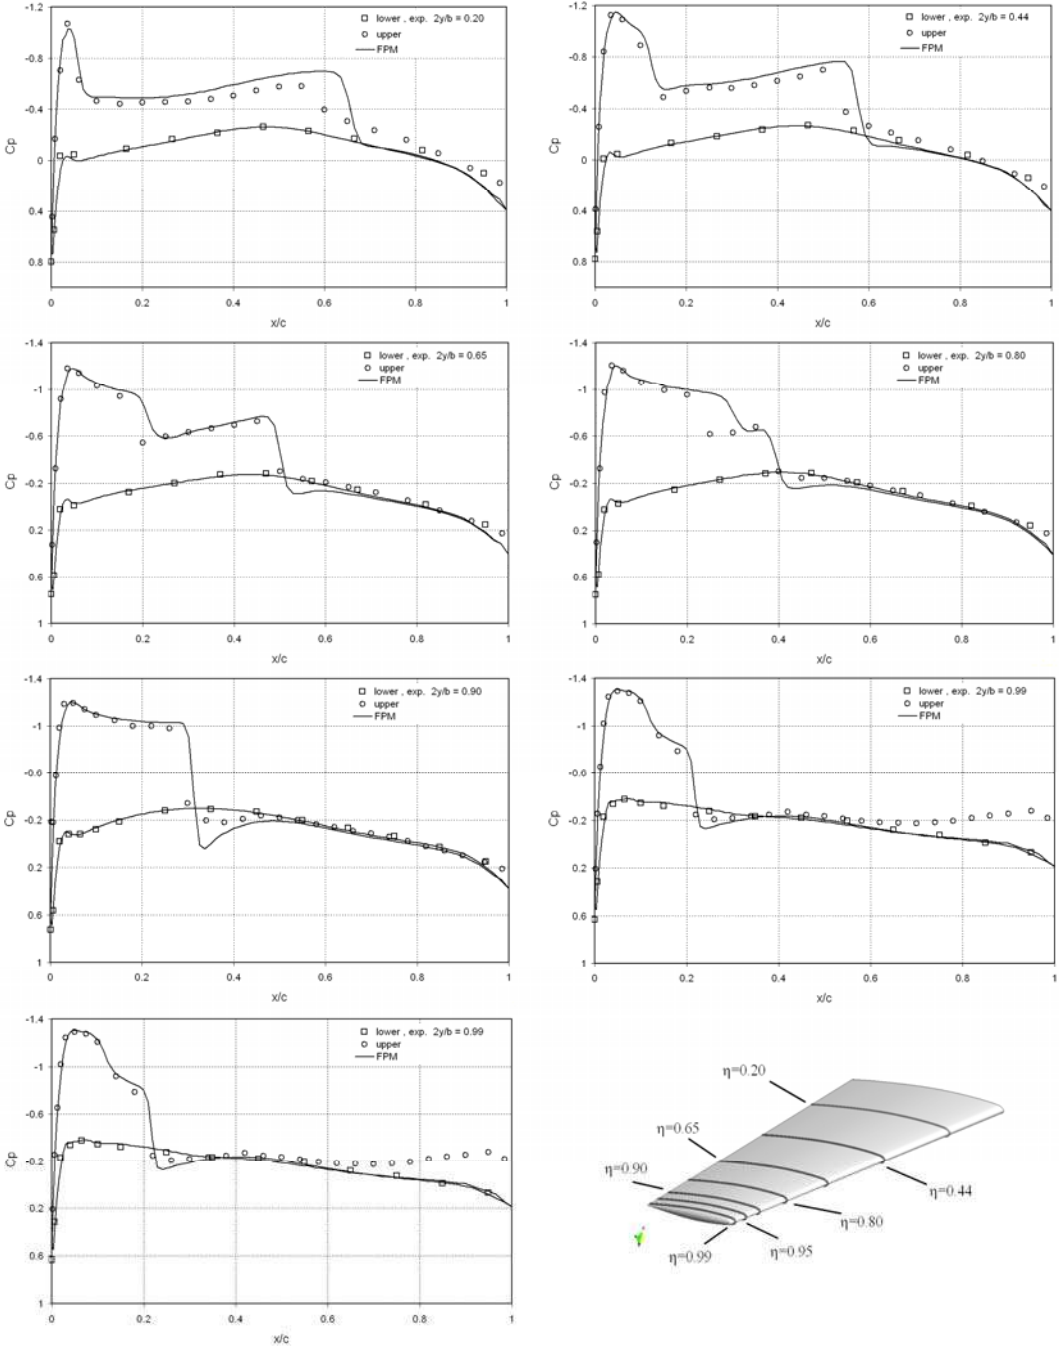 -1.2
-0.8
-0.4
0
0.4
0.8
Cp
lower , exp. 2y/b = 0.20
upper
FPM
0 0.2 0.4 0.6 0.8 1
x/c
-1.2
-0.8
-0.4
0
0.4
0.8
Cp
lower , exp. 2y/b = 0.44
upper
FPM
0 0.2 0.4 0.6 0.8 1
x/c
-1.4
-1
-0.6
-0.2
0.2
0.6
1
Cp
lower , exp. 2y/b = 0.65
upper
FPM
0 0.2 0.4 0.6 0.8 1
x/c
-1.4
-1
-0.6
-0.2
0.2
0.6
1
Cp
lower , exp. 2y/b = 0.80
upper
FPM
0 0.2 0.4 0.6 0.8 1
x/c
-1.4
-1
-0.0
-0.2
0.2
0.6
1
Cp
lower , exp. 2y/b = 0.90
upper
FPM
0 0.2 0.4 0.6 0.8 1
x/c
-1.4
-1
-0.0
-0.2
0.2
0.6
1
Cp
lower , exp. 2y/b = 0.99
upper
FPM
0 0.2 0.4 0.6 0.8 1
x/c
-1.4
-1
-0.6
-0.2
0.2
0.6
1
Cp
lower , exp. 2y/b = 0.99
upper
FPM
0 0.2 0.4 0.6 0.8 1
x/c
η=0.20
η=0.65
η=0.90
η=0.44
η=0.80
η=0.95
η=0.99